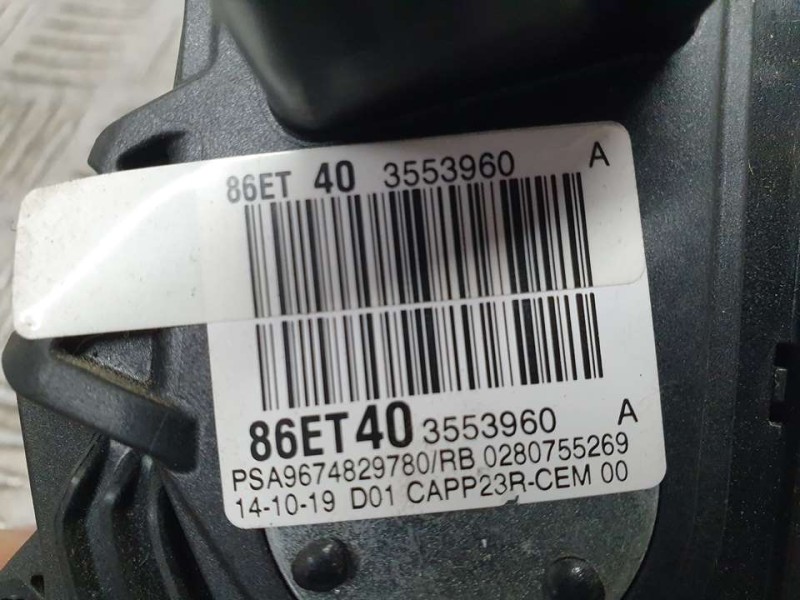 86ET 40 3553960 A
86ET40 3553960 A
PSA9674829780/RB 0280755269
14-10-19 D01 CAPP23R-CEM 00